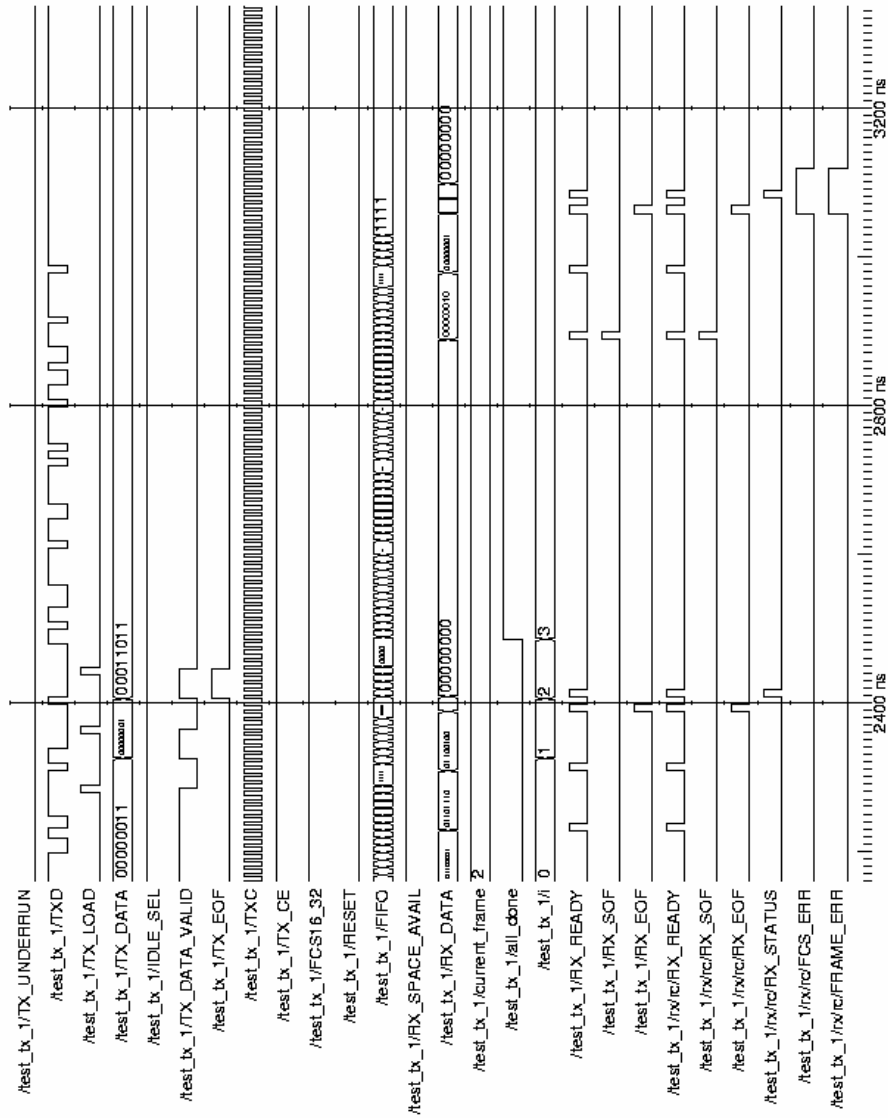 /test_tx_1/TX_UNDERRUN
/test_tx_1/TXD
/test_tx_1/TX_LOAD
/test_tx_1/TX_DATA 00000011 00000001 00011011
/test_tx_1/IDLE_SEL
/test_tx_1/TX_DATA_VALID
/test_tx_1/TX_EOF
/test_tx_1/TXC
/test_tx_1/TX_CE
/test_tx_1/FCS16_32
/test_tx_1/RESET
/test_tx_1/FIFO 1111
/test_tx_1/RX_SPACE_AVAIL
/test_tx_1/RX_DATA 01101110 01100100 00000000 00000010 00000001 00000000
/test_tx_1/current_frame 2
/test_tx_1/all_done
/test_tx_1/i 0 1 2 3
/test_tx_1/RX_READY
/test_tx_1/RX_SOF
/test_tx_1/RX_EOF
/test_tx_1/rx/rc/RX_READY
/test_tx_1/rx/rc/RX_SOF
/test_tx_1/rx/rc/RX_EOF
/test_tx_1/rx/rc/RX_STATUS
/test_tx_1/rx/rc/FCS_ERR
/test_tx_1/rx/rc/FRAME_ERR
2400 ns 2800 ns 3200 ns